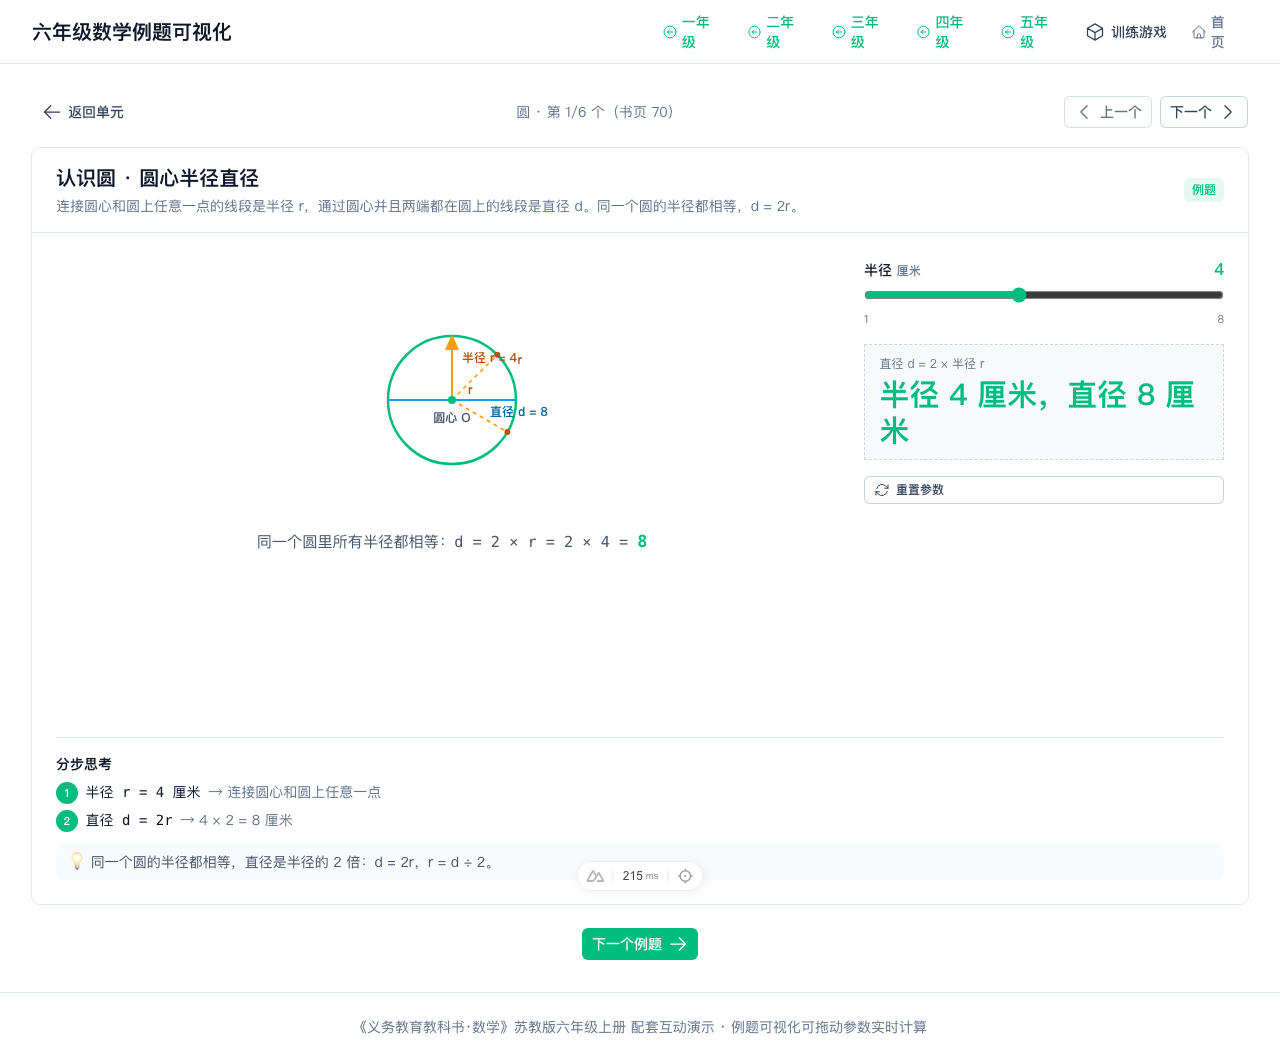 六年级数学例题可视化
一年级
二年级
三年级
四年级
五年级
训练游戏
首页
返回单元
圆 · 第 1/6 个（书页 70）
上一个
下一个
认识圆 · 圆心半径直径
连接圆心和圆上任意一点的线段是半径 r，通过圆心并且两端都在圆上的线段是直径 d。同一个圆的半径都相等，d = 2r。
例题
半径 r = 4
r
r
直径 d = 8
圆心 O
同一个圆里所有半径都相等：d = 2 × r = 2 × 4 = 8
半径 厘米
4
1
8
直径 d = 2 × 半径 r
半径 4 厘米，直径 8 厘
米
重置参数
分步思考
1 半径 r = 4 厘米 → 连接圆心和圆上任意一点
2 直径 d = 2r → 4 × 2 = 8 厘米
💡 同一个圆的半径都相等，直径是半径的 2 倍：d = 2r，r = d ÷ 2。
215 ms
下一个例题
《义务教育教科书·数学》苏教版六年级上册 配套互动演示 · 例题可视化可拖动参数实时计算